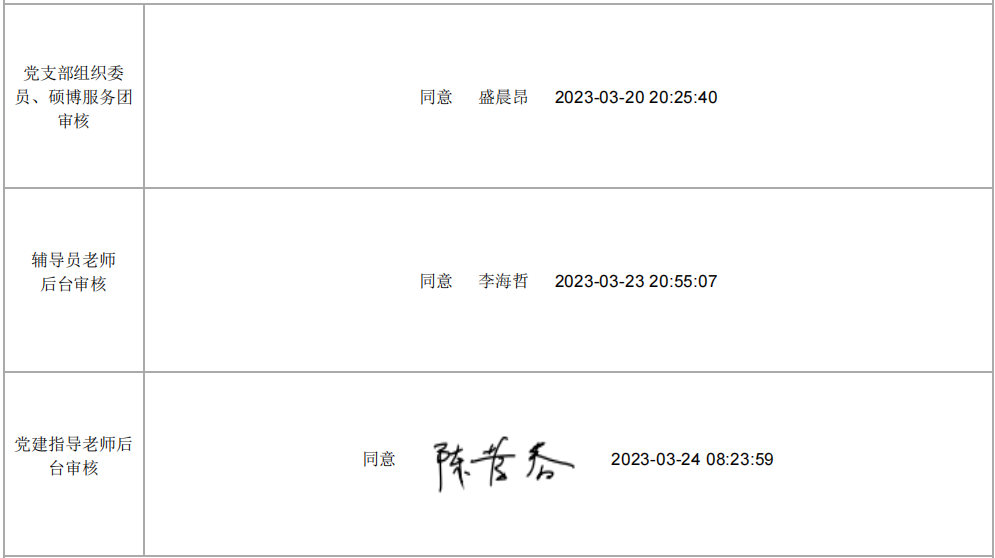 党支部组织委
员、硕博服务团
审核
同意 盛晨昂 2023-03-20 20:25:40
辅导员老师
后台审核
同意 李海哲 2023-03-23 20:55:07
党建指导老师后
台审核
同意 陈 春 2023-03-24 08:23:59